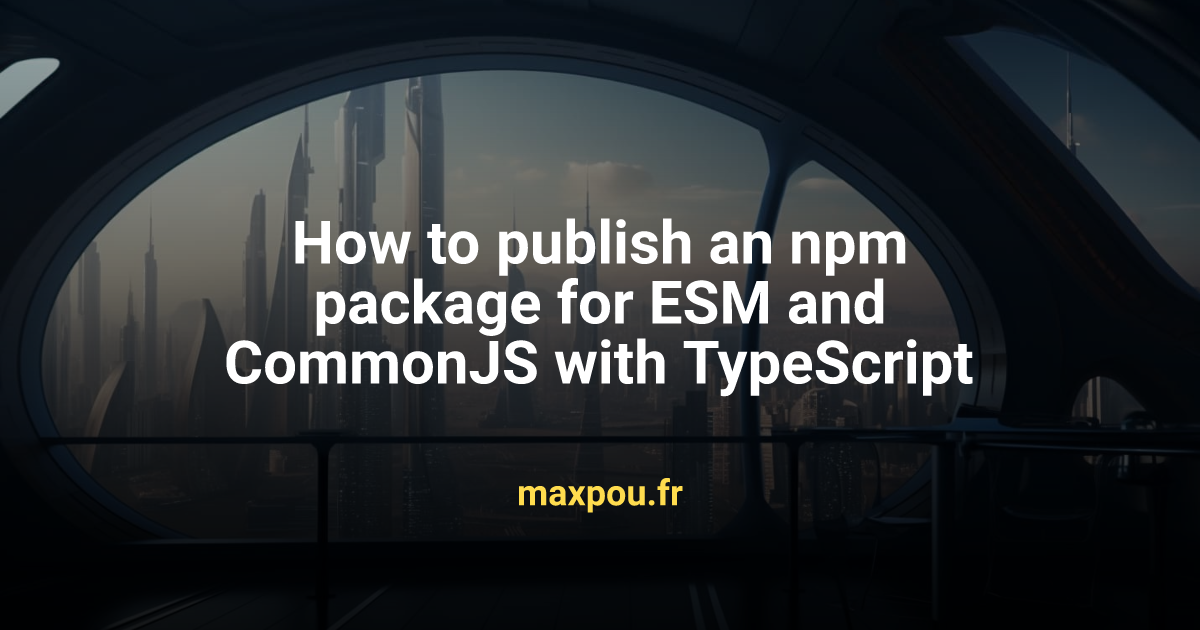 How to publish an npm
package for ESM and
CommonJS with TypeScript
maxpou.fr